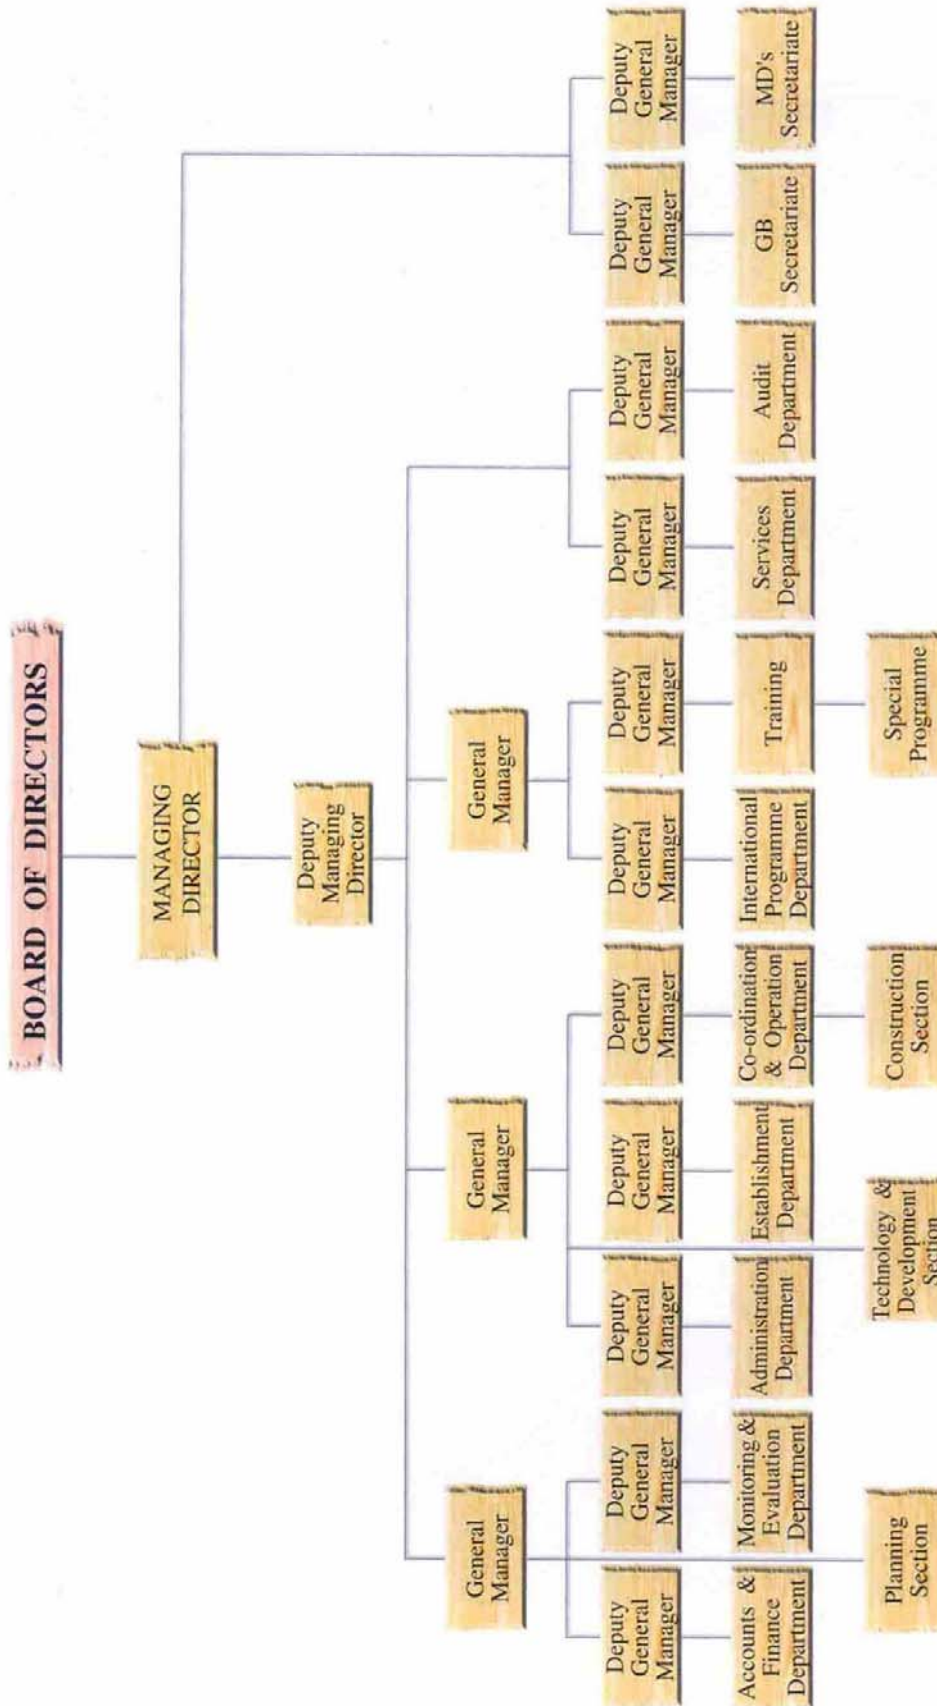 BOARD OF DIRECTORS
MANAGING
DIRECTOR
Deputy
Managing
Director
General
Manager
General
Manager
General
Manager
Deputy
General
Manager
Deputy
General
Manager
Deputy
General
Manager
Deputy
General
Manager
Deputy
General
Manager
Deputy
General
Manager
Deputy
General
Manager
Deputy
General
Manager
Deputy
General
Manager
Deputy
General
Manager
Deputy
General
Manager
Accounts &
Finance
Department
Monitoring &
Evaluation
Department
Administration
Department
Establishment
Department
Co-ordination
& Operation
Department
International
Programme
Department
Training
Services
Department
Audit
Department
GB
Secretariate
MD's
Secretariate
Planning
Section
Technology &
Development
Section
Construction
Section
Special
Programme